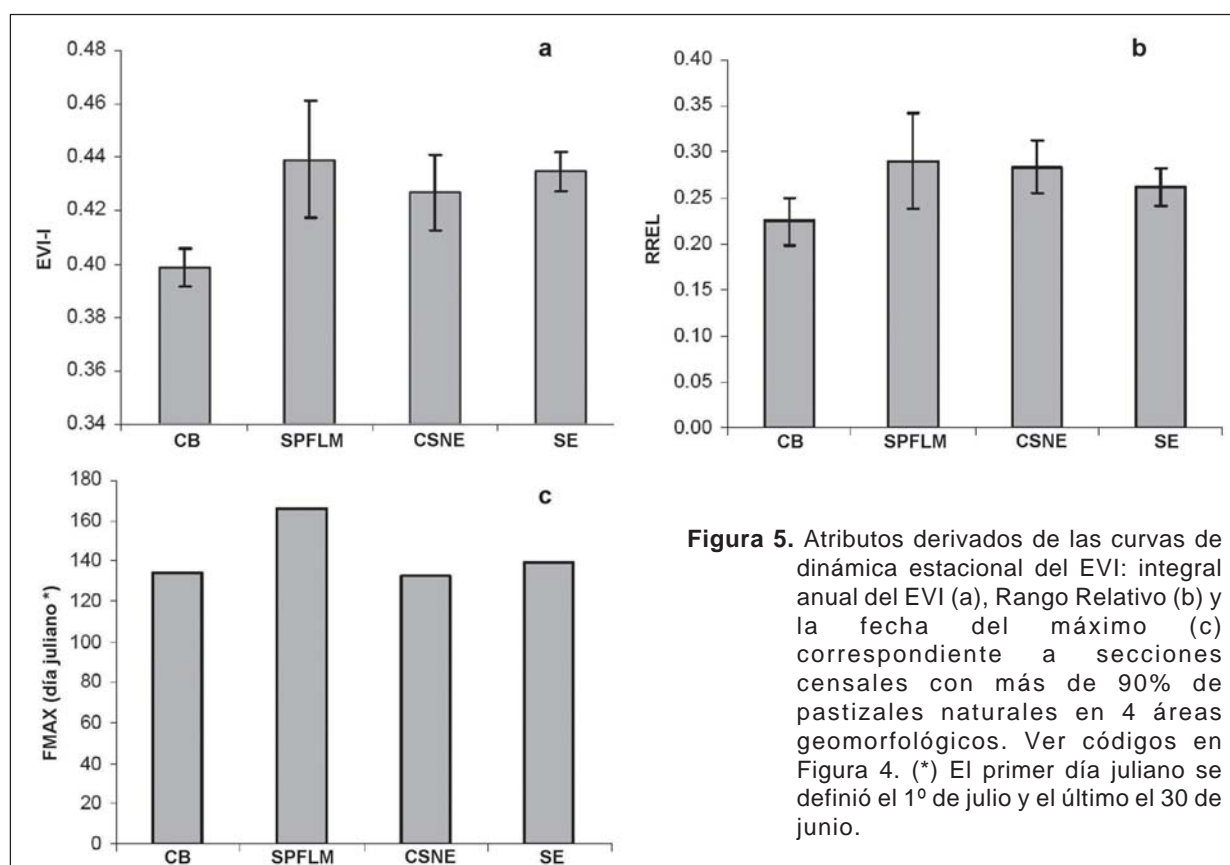 a
0.48
0.46
0.44
0.42
0.40
0.38
0.36
0.34
EVI-I
CB SPFLM CSNE SE
b
0.40
0.35
0.30
0.25
0.20
0.15
0.10
0.05
0.00
RREL
CB SPFLM CSNE SE
c
180
160
140
120
100
80
60
40
20
0
FMAX (día juliano *)
CB SPFLM CSNE SE
Figura 5. Atributos derivados de las curvas de
dinámica estacional del EVI: integral
anual del EVI (a), Rango Relativo (b) y
la fecha del máximo (c)
correspondiente a secciones
censales con más de 90% de
pastizales naturales en 4 áreas
geomorfológicos. Ver códigos en
Figura 4. (*) El primer día juliano se
definió el 1º de julio y el último el 30 de
junio.